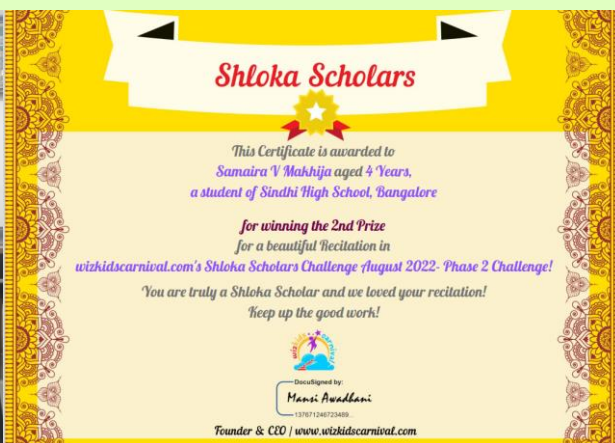 Shloka Scholars
This Certificate is awarded to
Samaira V Makhija aged 4 Years,
a student of Sindhi High School, Bangalore
for winning the 2nd Prize
for a beautiful Recitation in
wizkidscarnival.com's Shloka Scholars Challenge August 2022- Phase 2 Challenge!
You are truly a Shloka Scholar and we loved your recitation!
Keep up the good work!
DocuSigned by:
Mansi Awadhani
137671246723489...
Founder & CEO / www.wizkidscarnival.com